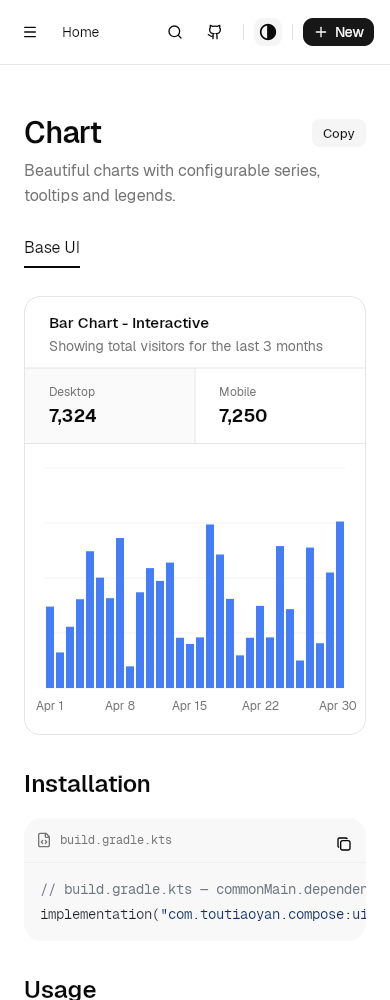 Home
New
Chart
Copy
Beautiful charts with configurable series,
tooltips and legends.
Base UI
Bar Chart - Interactive
Showing total visitors for the last 3 months
Desktop
7,324
Mobile
7,250
Apr 1
Apr 8
Apr 15
Apr 22
Apr 30
Installation
build.gradle.kts
// build.gradle.kts — commonMain.dependen
implementation("com.toutiaoyan.compose:ui
Usage